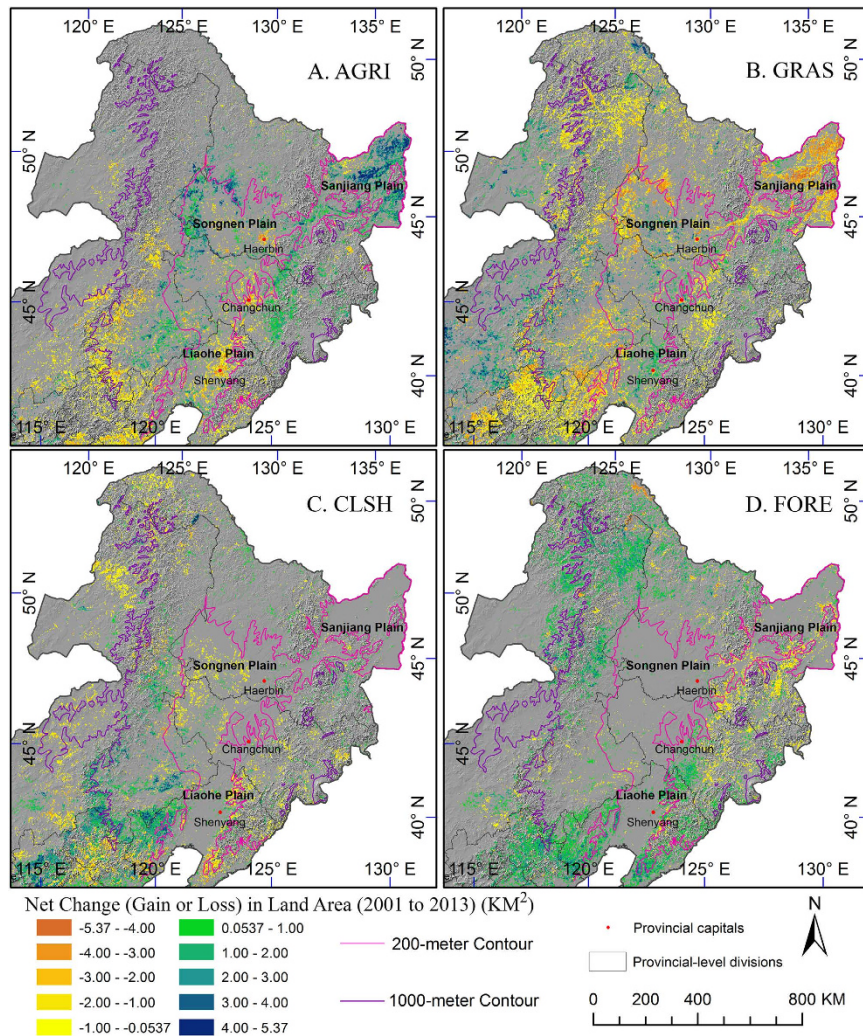 120° E 125° E 130° E 135° E
120° E 125° E 130° E 135° E
A. AGRI
B. GRAS
50° N
50° N
50° N
50° N
Sanjiang Plain
Sanjiang Plain
Songnen Plain
Songnen Plain
Haerbin
Haerbin
45° N
45° N
45° N
45° N
Changchun
Changchun
Liaohe Plain
Liaohe Plain
Shenyang
Shenyang
40° N
40° N
115° E 120° E 125° E 130° E
115° E 120° E 125° E 130° E
120° E 125° E 130° E 135° E
120° E 125° E 130° E 135° E
C. CLSH
D. FORE
50° N
50° N
50° N
50° N
Sanjiang Plain
Sanjiang Plain
Songnen Plain
Songnen Plain
Haerbin
Haerbin
45° N
45° N
45° N
45° N
Changchun
Changchun
Liaohe Plain
Liaohe Plain
Shenyang
Shenyang
40° N
40° N
115° E 120° E 125° E 130° E
115° E 120° E 125° E 130° E
Net Change (Gain or Loss) in Land Area (2001 to 2013) (KM²)
-5.37 - -4.00
-4.00 - -3.00
-3.00 - -2.00
-2.00 - -1.00
-1.00 - -0.0537
0.0537 - 1.00
1.00 - 2.00
2.00 - 3.00
3.00 - 4.00
4.00 - 5.37
200-meter Contour
1000-meter Contour
Provincial capitals
Provincial-level divisions
N
0 200 400 800 KM